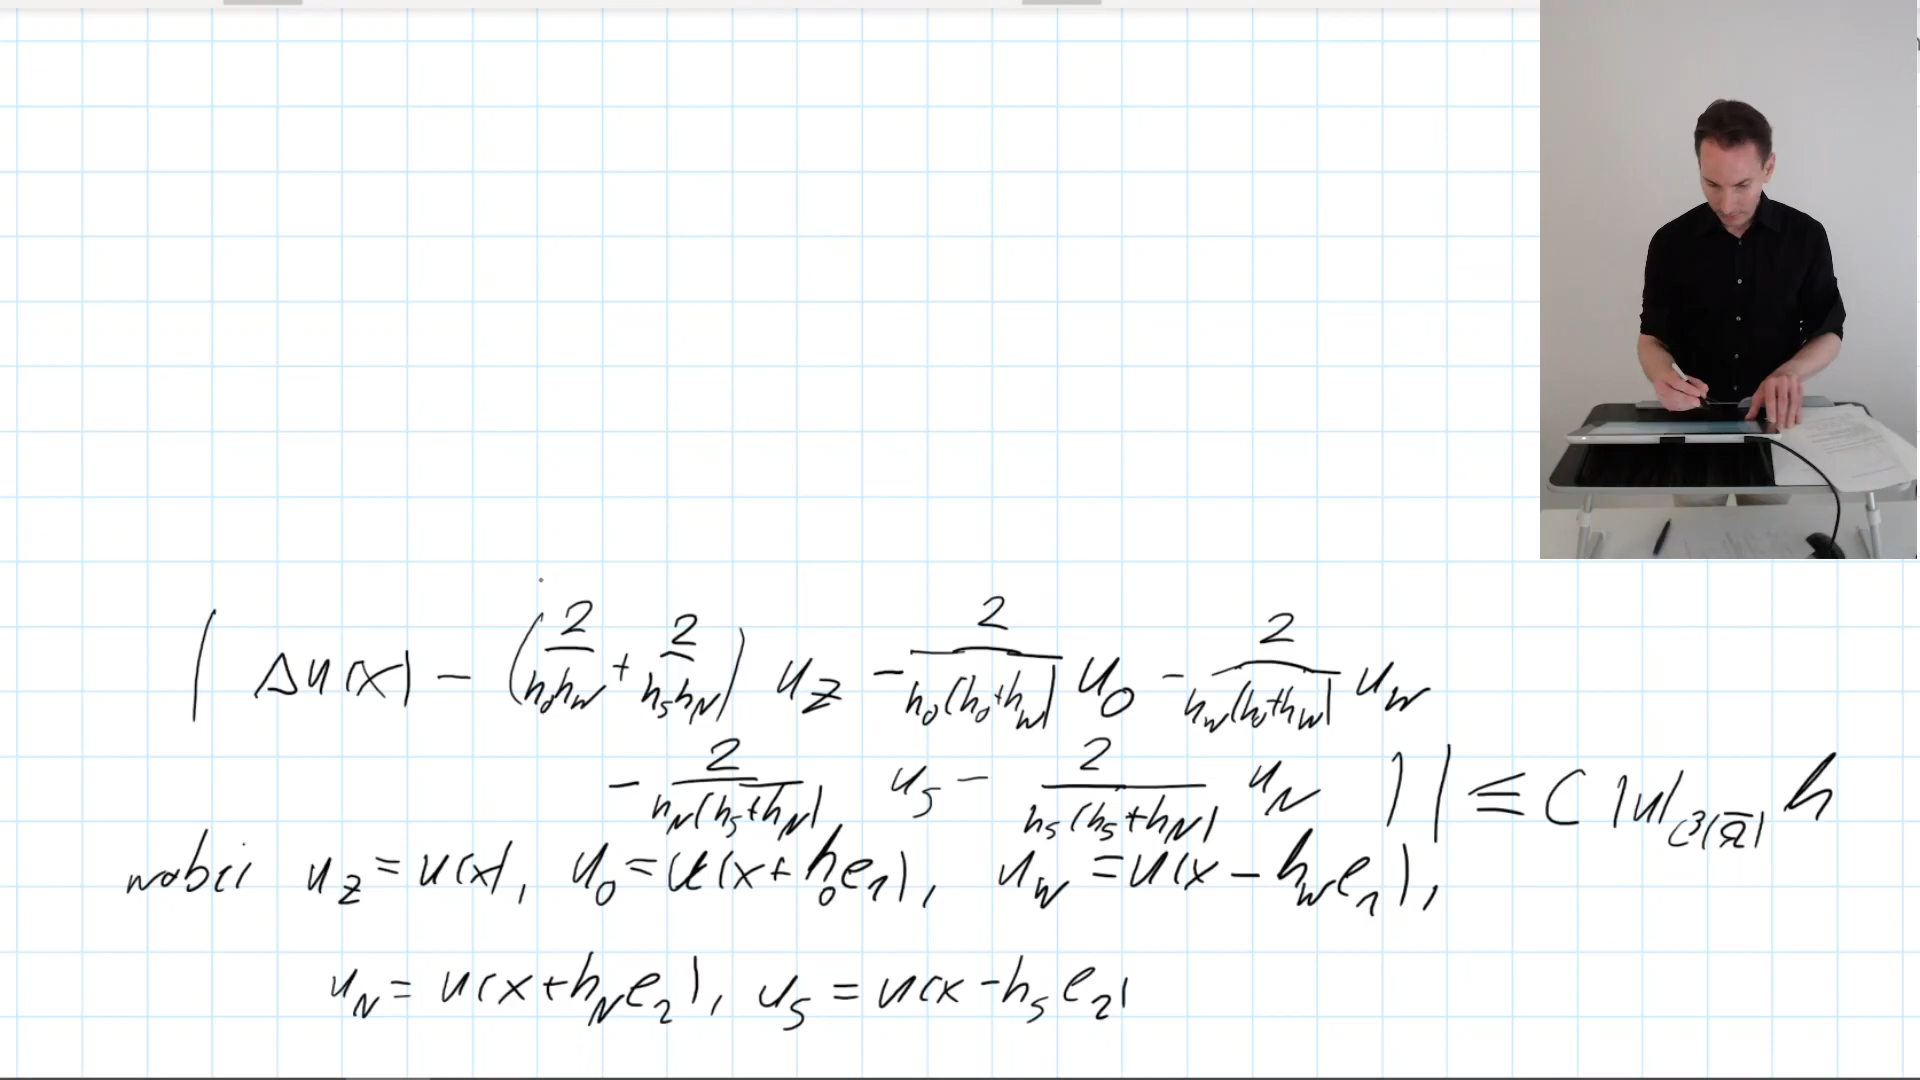 | Δu(x) − (2/(h_o h_w) + 2/(h_s h_N)) u_Z − 2/(h_o(h_o+h_w)) u_O − 2/(h_w(h_o+h_w)) u_W
− 2/(h_N(h_s+h_N)) u_S − 2/(h_s(h_s+h_N)) u_N )| ≤ C |u|_{C^3(Ω̄)} h
wobei u_Z = u(x), u_O = u(x+h_o e_1), u_W = u(x−h_w e_1),
u_N = u(x+h_N e_2), u_S = u(x−h_s e_2)